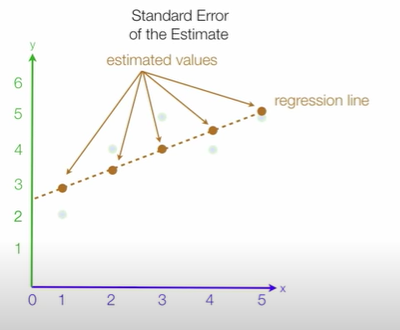 Standard Error
of the Estimate
y
estimated values
regression line
6
5
4
3
2
1
x
0 1 2 3 4 5